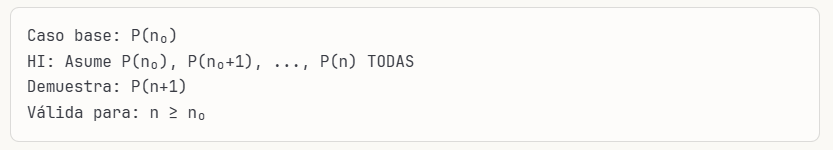 Caso base: P(n₀)
HI: Asume P(n₀), P(n₀+1), ..., P(n) TODAS
Demuestra: P(n+1)
Válida para: n ≥ n₀